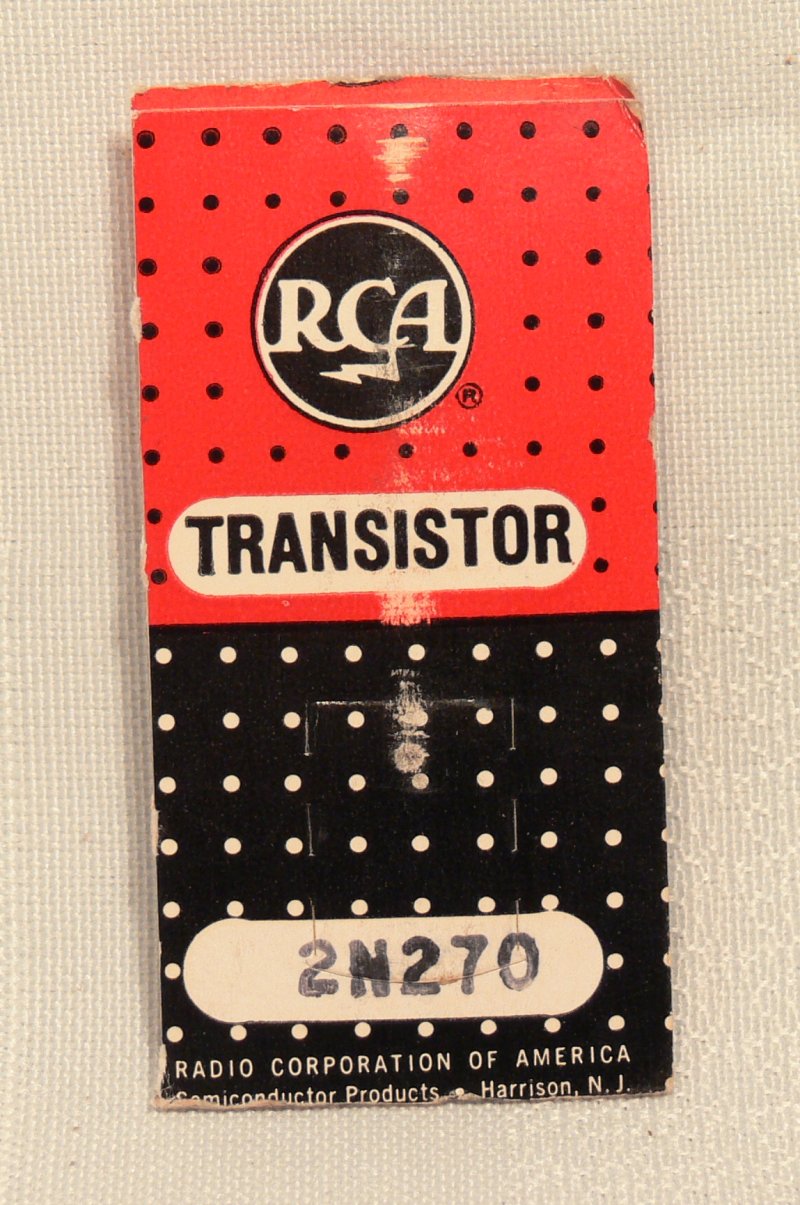 RCA
®
TRANSISTOR
2N270
RADIO CORPORATION OF AMERICA
Semiconductor Products • Harrison, N. J.